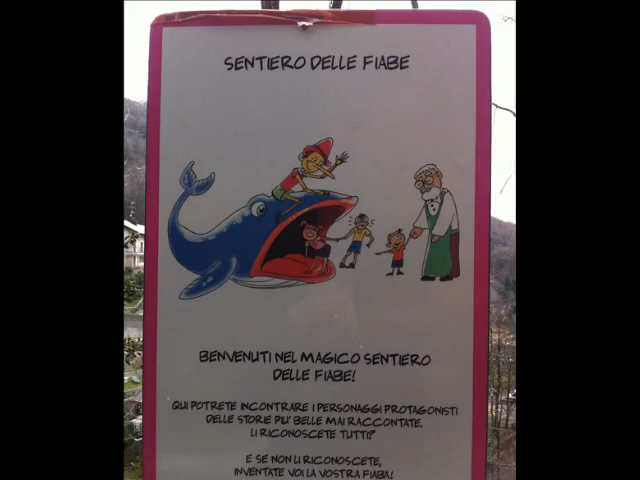 SENTIERO DELLE FIABE
BENVENUTI NEL MAGICO SENTIERO
DELLE FIABE!
QUI POTRETE INCONTRARE I PERSONAGGI PROTAGONISTI
DELLE STORIE PIU' BELLE MAI RACCONTATE.
LI RICONOSCETE TUTTI?
E SE NON LI RICONOSCETE,
INVENTATE VOI LA VOSTRA FIABA!